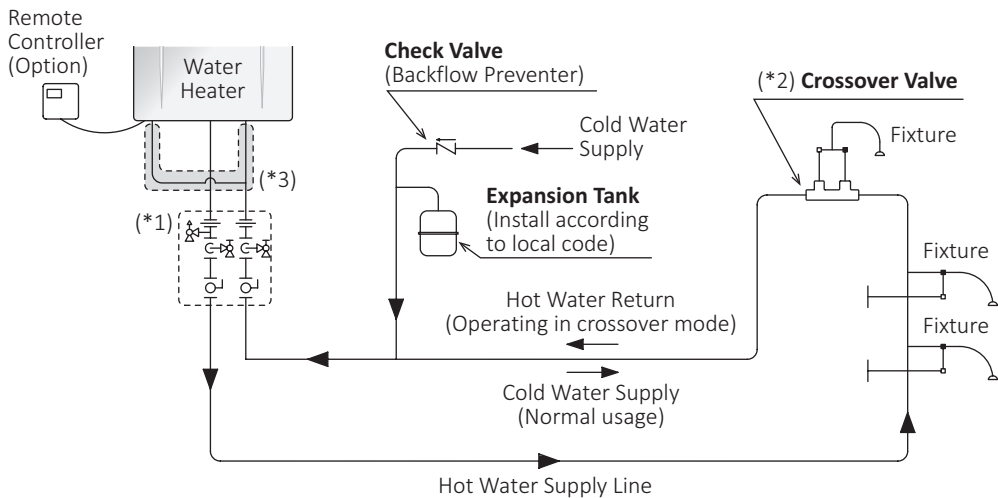 Remote
Controller
(Option)
Water
Heater
Check Valve
(Backflow Preventer)
Cold Water
Supply
(*2) Crossover Valve
Fixture
(*3)
(*1)
Expansion Tank
(Install according
to local code)
Fixture
Hot Water Return
(Operating in crossover mode)
Fixture
Cold Water Supply
(Normal usage)
Hot Water Supply Line